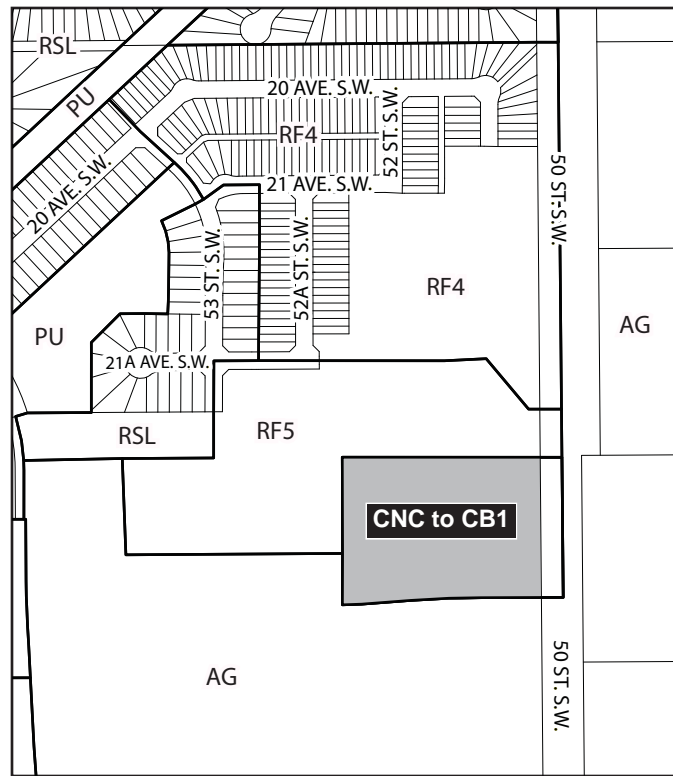 RSL
PU
20 AVE. S.W.
52 ST. S.W.
RF4
20 AVE. S.W.
21 AVE. S.W.
50 ST. S.W.
53 ST. S.W.
52A ST. S.W.
RF4
AG
PU
21A AVE. S.W.
RSL
RF5
CNC to CB1
AG
50 ST. S.W.